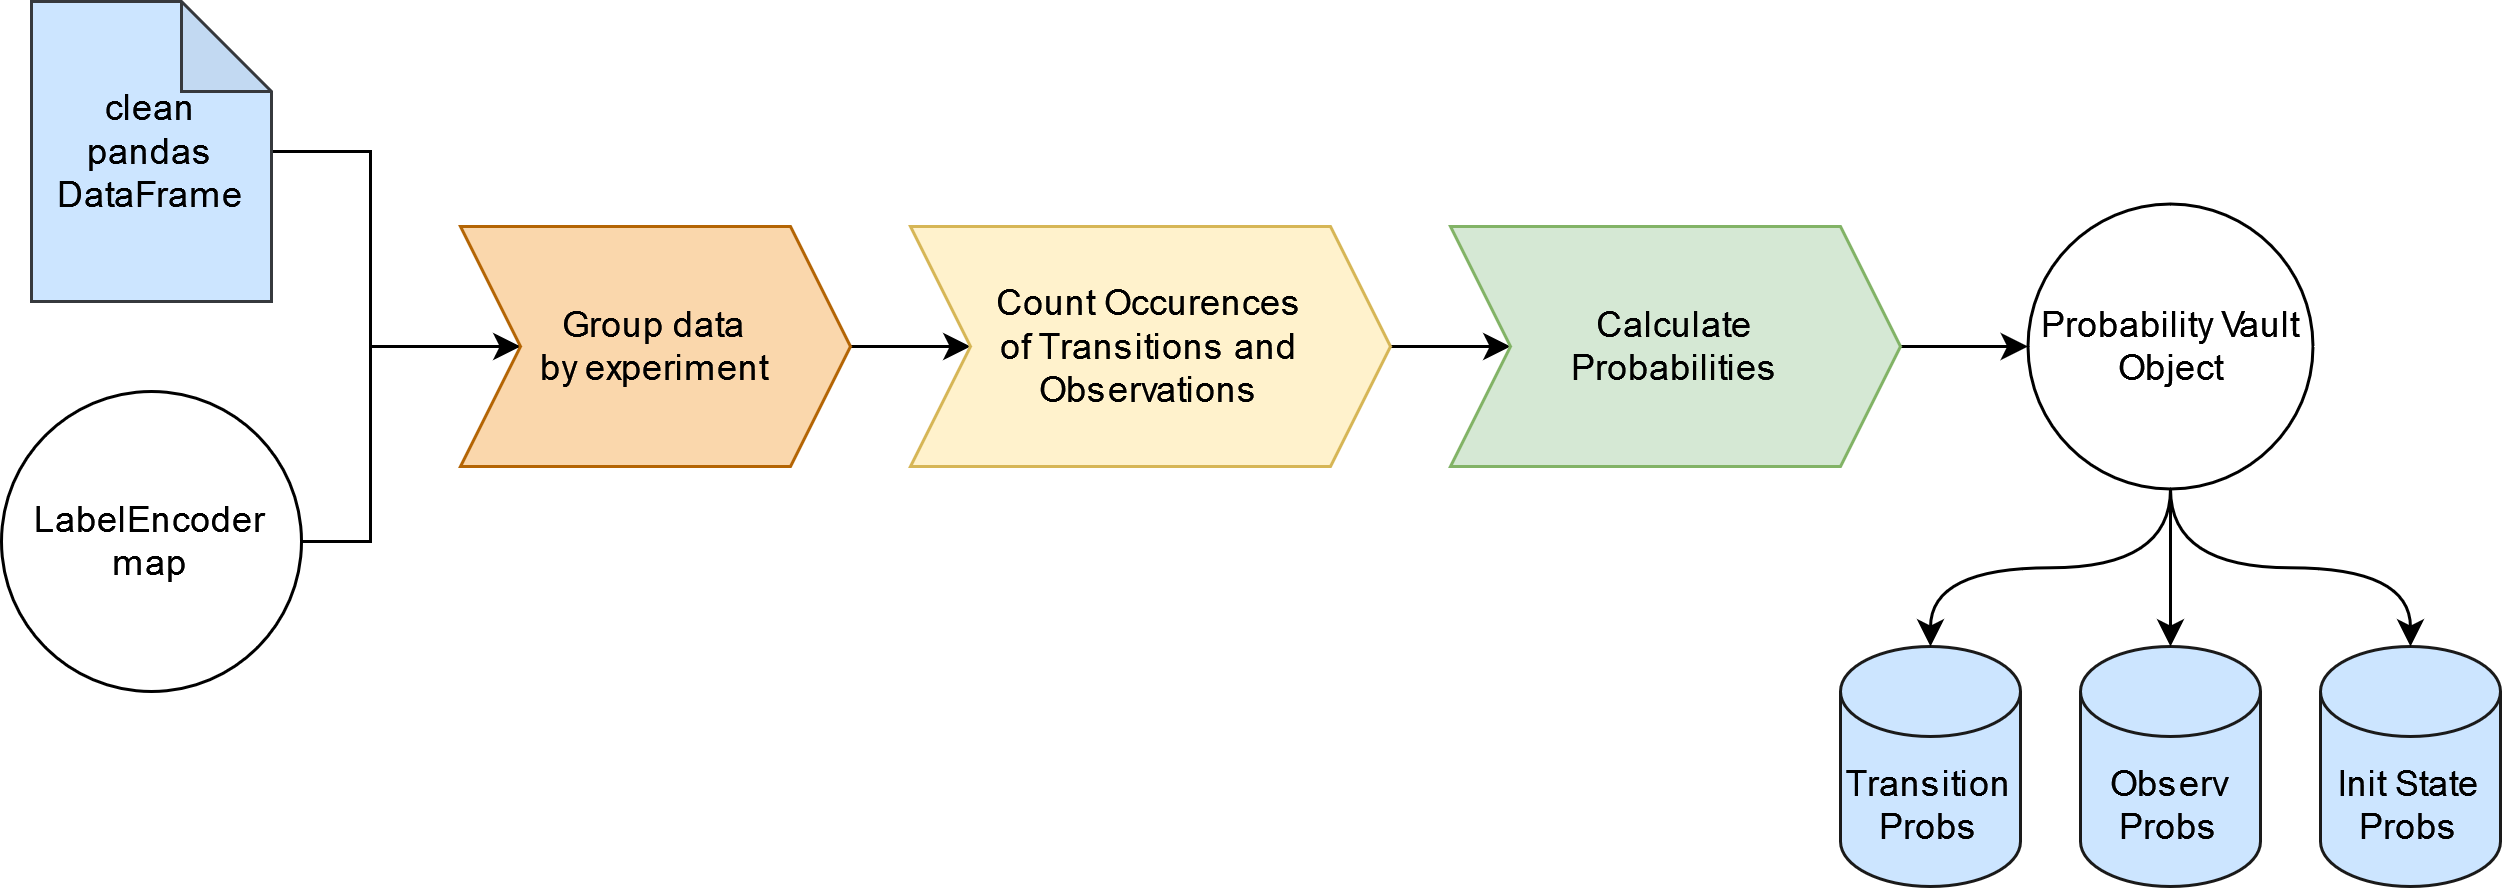 clean
pandas
DataFrame
LabelEncoder
map
Group data
by experiment
Count Occurences
of Transitions and
Observations
Calculate
Probabilities
Probability Vault
Object
Transition
Probs
Observ
Probs
Init State
Probs